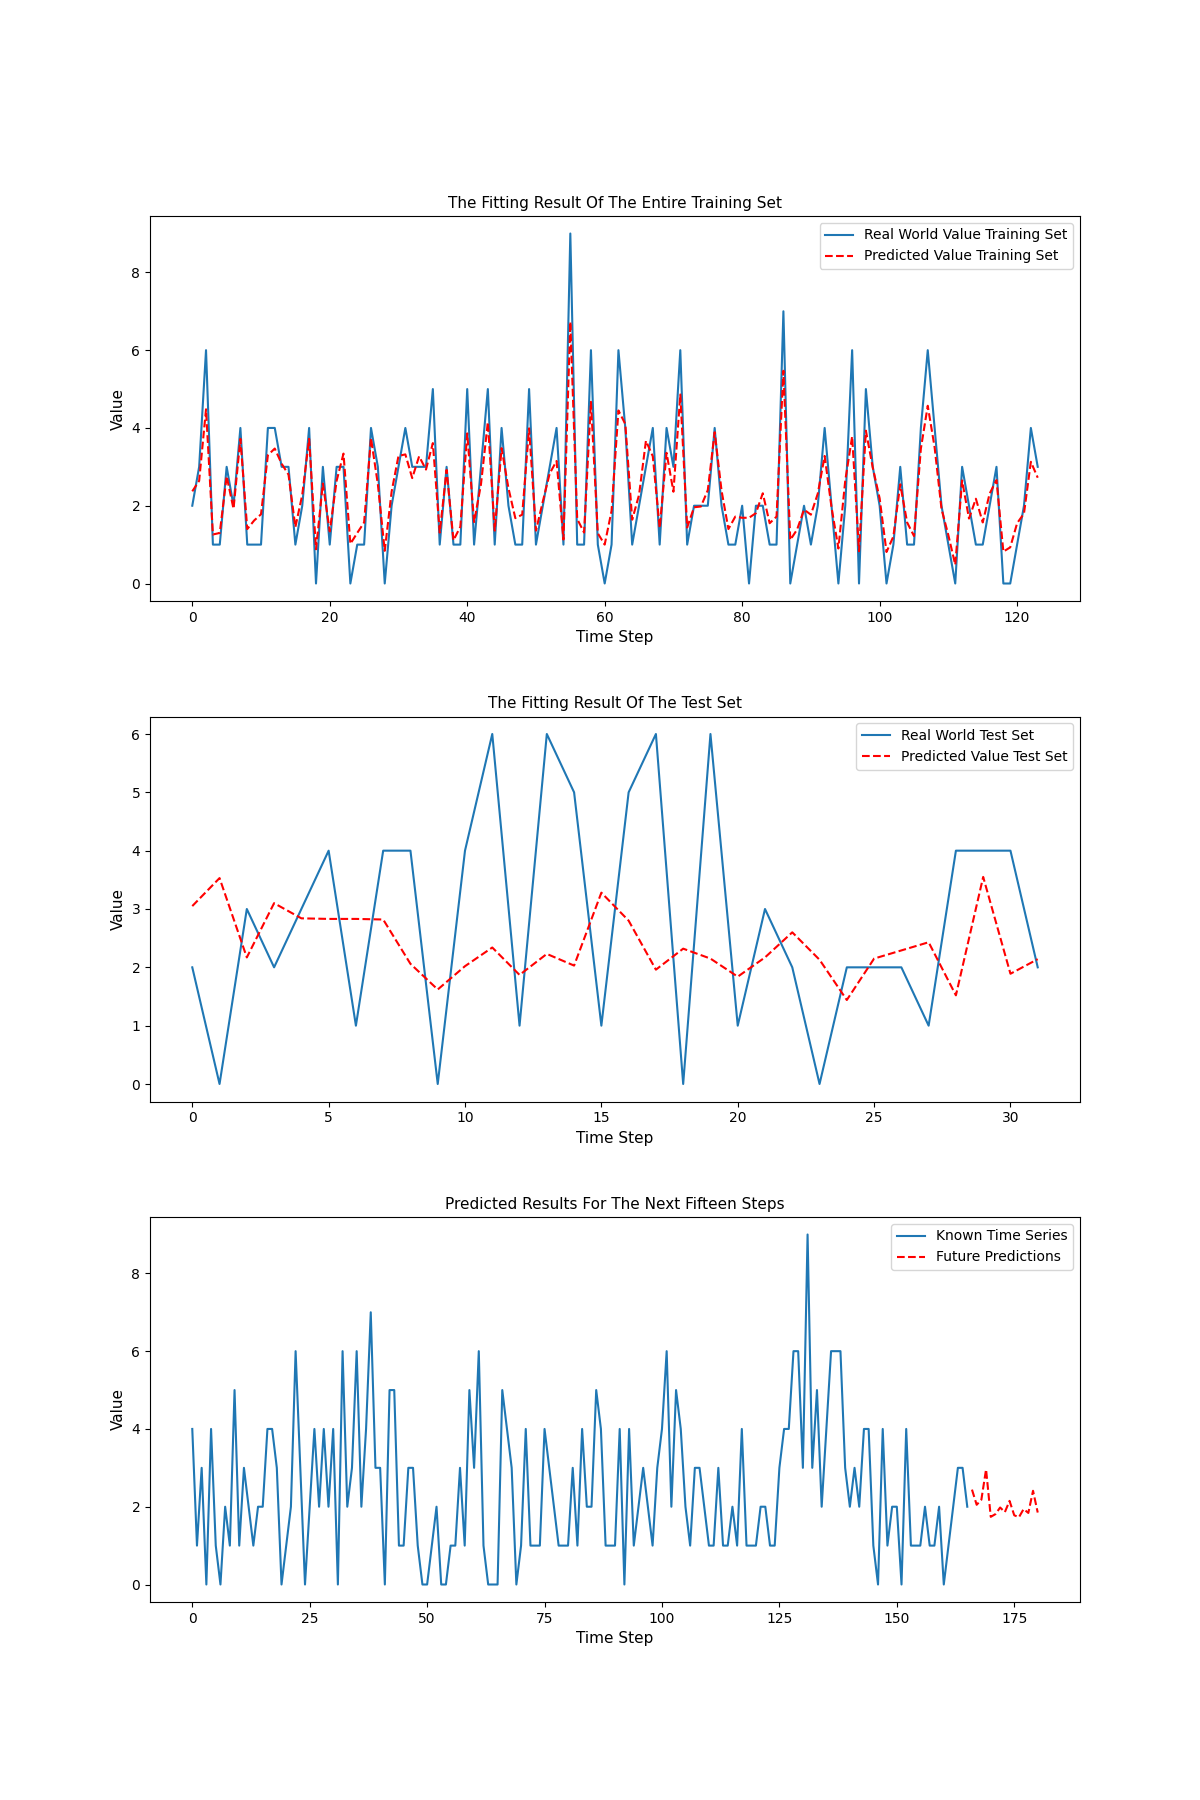 The Fitting Result Of The Entire Training Set
Real World Value Training Set
Predicted Value Training Set
Value
8
6
4
2
0
0 20 40 60 80 100 120
Time Step
The Fitting Result Of The Test Set
Real World Test Set
Predicted Value Test Set
Value
6
5
4
3
2
1
0
0 5 10 15 20 25 30
Time Step
Predicted Results For The Next Fifteen Steps
Known Time Series
Future Predictions
Value
8
6
4
2
0
0 25 50 75 100 125 150 175
Time Step